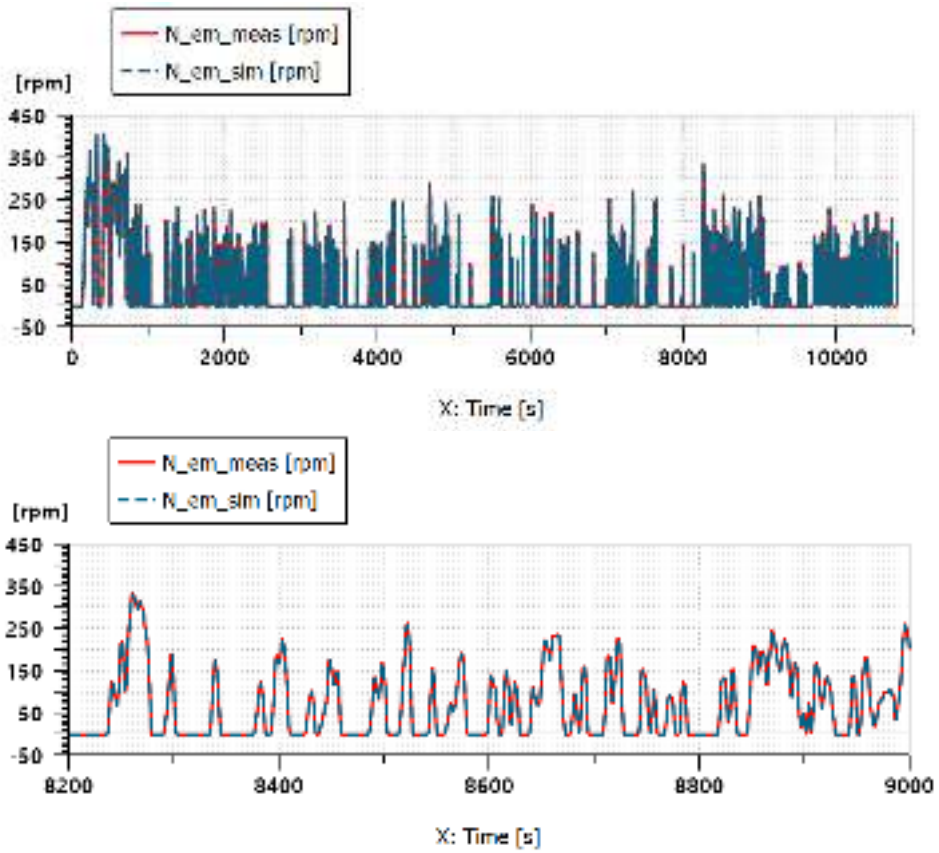 N_em_meas [rpm]
N_em_sim [rpm]
[rpm]
450
350
250
150
50
-50
0 2000 4000 6000 8000 10000
X: Time [s]
N_em_meas [rpm]
N_em_sim [rpm]
[rpm]
450
350
250
150
50
-50
8200 8400 8600 8800 9000
X: Time [s]